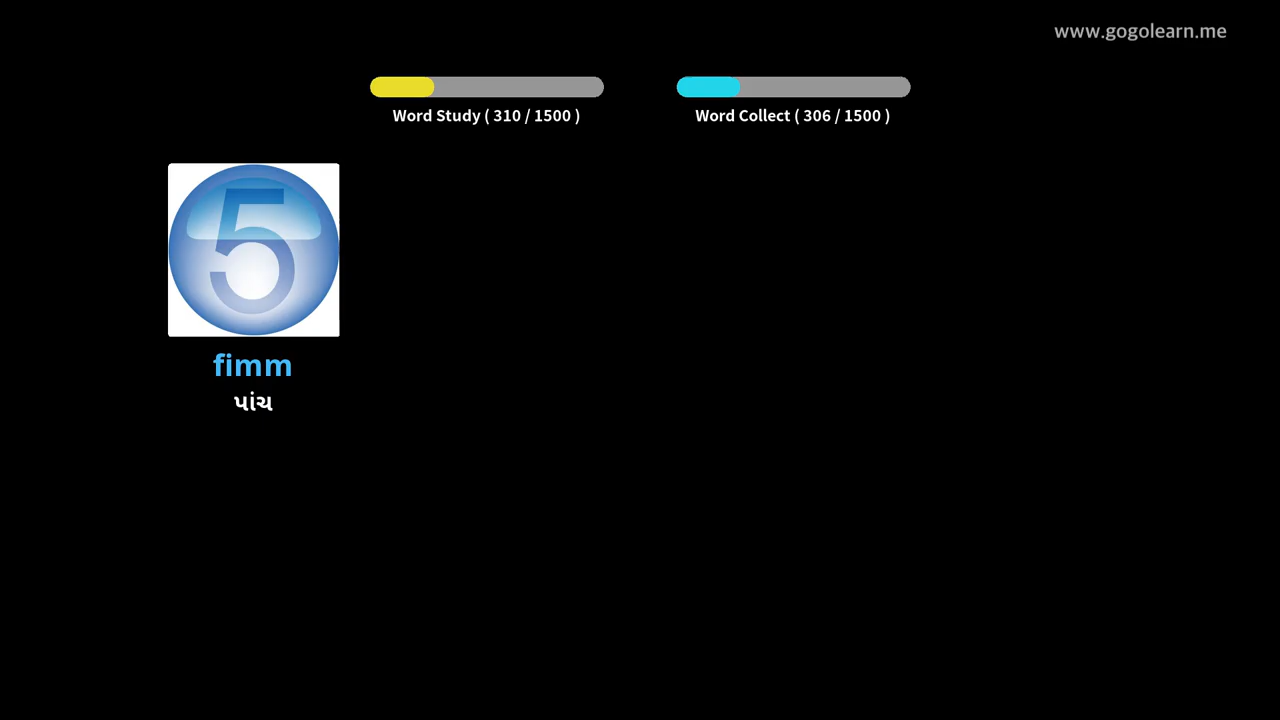 www.gogolearn.me
Word Study ( 310 / 1500 )
Word Collect ( 306 / 1500 )
5
fimm
પાંચ